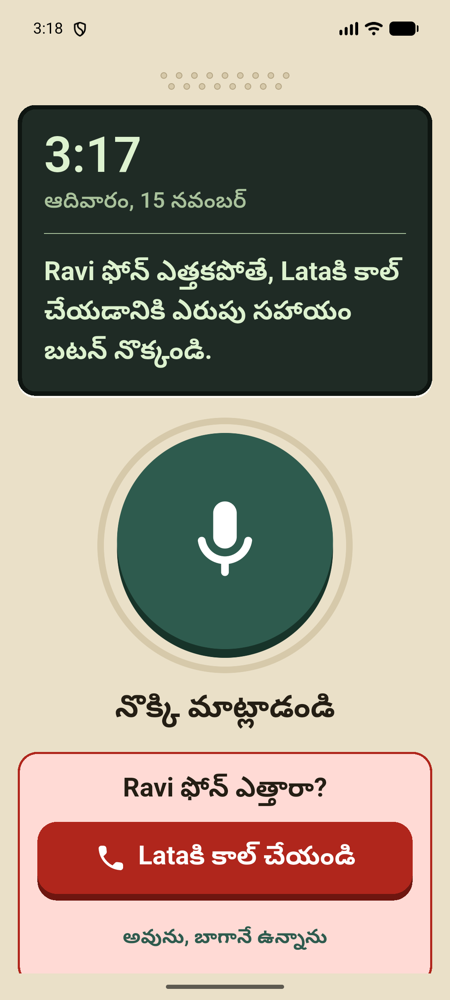 3:18
3:17
ఆదివారం, 15 నవంబర్
Ravi ఫోన్ ఎత్తకపోతే, Lataకి కాల్
చేయడానికి ఎరుపు సహాయం
బటన్ నొక్కండి.
నొక్కి మాట్లాడండి
Ravi ఫోన్ ఎత్తారా?
Lataకి కాల్ చేయండి
అవును, బాగానే ఉన్నాను